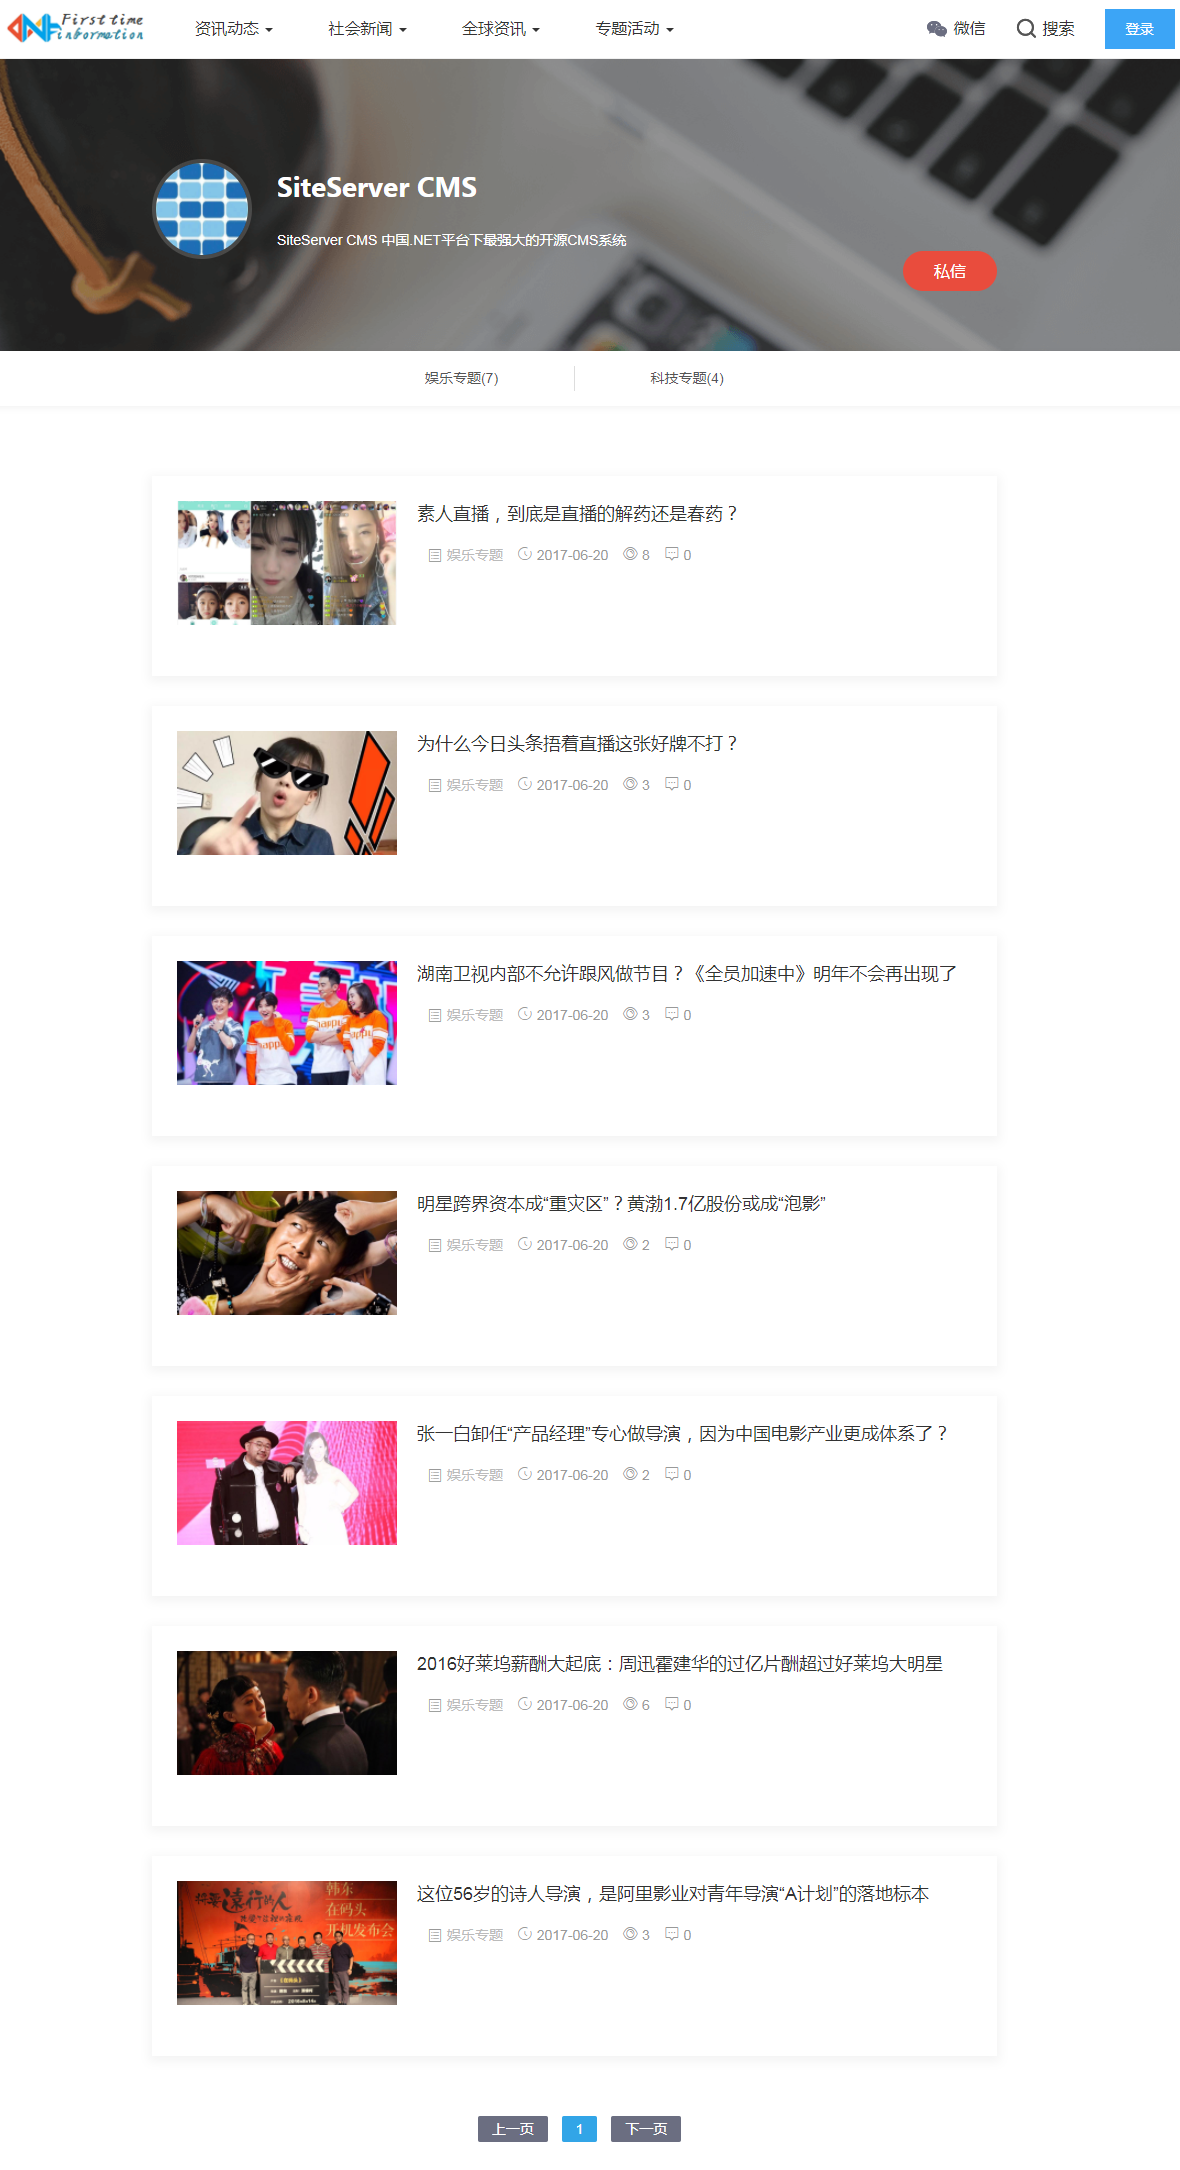 First time
information
资讯动态
社会新闻
全球资讯
专题活动
微信
搜索
登录
SiteServer CMS
SiteServer CMS 中国.NET平台下最强大的开源CMS系统
私信
娱乐专题(7)
科技专题(4)
素人直播，到底是直播的解药还是春药？
娱乐专题 2017-06-20 8 0
为什么今日头条捂着直播这张好牌不打？
娱乐专题 2017-06-20 3 0
湖南卫视内部不允许跟风做节目？《全员加速中》明年不会再出现了
娱乐专题 2017-06-20 3 0
明星跨界资本成“重灾区”？黄渤1.7亿股份或成“泡影”
娱乐专题 2017-06-20 2 0
张一白卸任“产品经理”专心做导演，因为中国电影产业更成体系了？
娱乐专题 2017-06-20 2 0
2016好莱坞薪酬大起底：周迅霍建华的过亿片酬超过好莱坞大明星
娱乐专题 2017-06-20 6 0
韩东
在码头
开机发布会
这位56岁的诗人导演，是阿里影业对青年导演“A计划”的落地标本
娱乐专题 2017-06-20 3 0
上一页
1
下一页